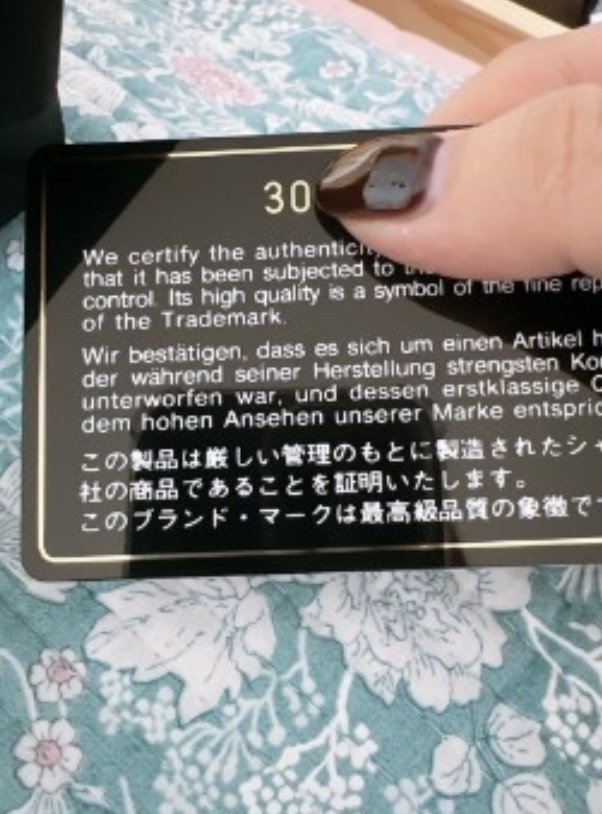 30
We certify the
that it has been subjected to
control. Its high quality is a symbol of the fine
of the Trademark.
Wir bestätigen, dass es sich um einen Artikel
der während seiner Herstellung strengsten
unterworfen war, und dessen erstklassige
dem hohen Ansehen unserer Marke
この製品は厳しい管理のもとに製造された
社の商品であることを証明いたします。
このブランド・マークは最高級品質の象徴で